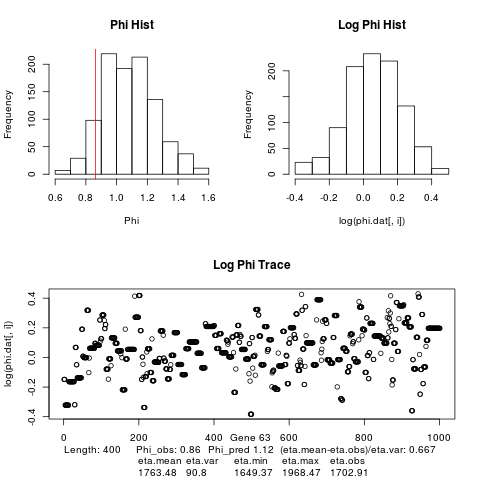 Phi Hist
Log Phi Hist
Frequency
0 50 100 200
0.6 0.8 1.0 1.2 1.4 1.6
Phi
Frequency
0 50 100 200
-0.4 -0.2 0.0 0.2 0.4
log(phi.dat[, i])
Log Phi Trace
log(phi.dat[, i])
-0.4 -0.2 0.0 0.2 0.4
0 200 400 600 800 1000
Gene 63
Length: 400 Phi_obs: 0.86 Phi_pred 1.12 (eta.mean-eta.obs)/eta.var: 0.667
eta.mean eta.var eta.min eta.max eta.obs
1763.48 90.8 1649.37 1968.47 1702.91